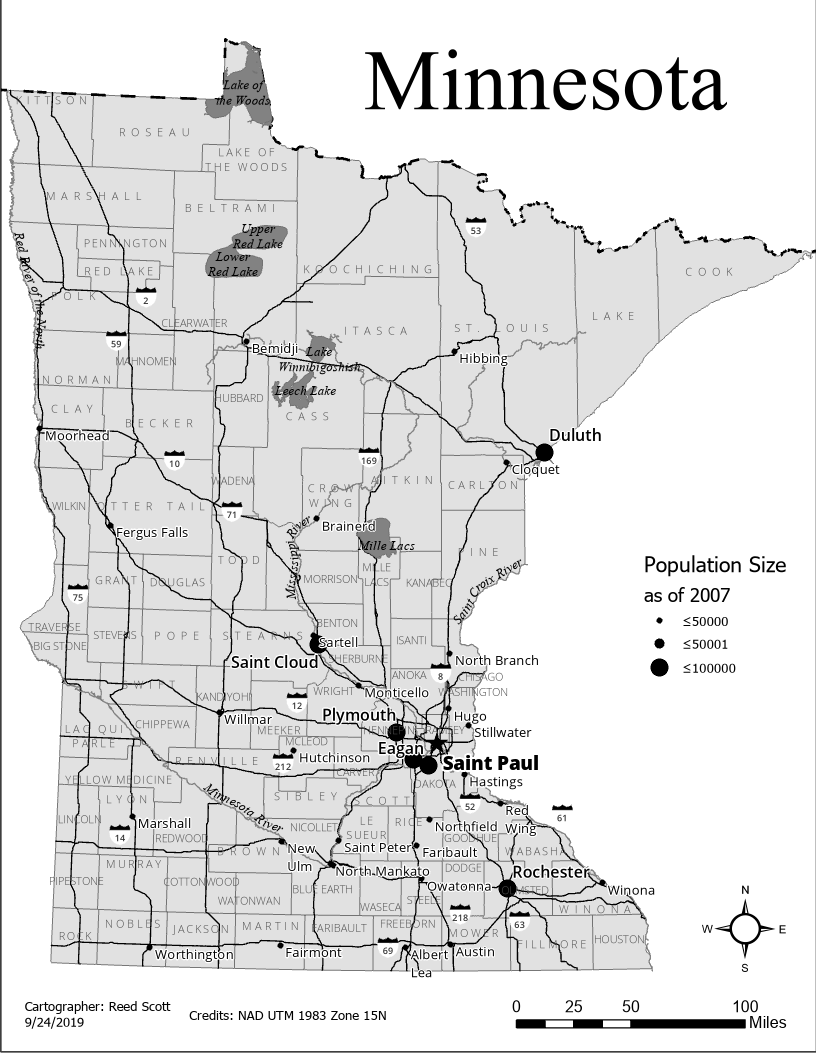 Minnesota
Lake of
the Woods
KITTSON
ROSEAU
LAKE OF
THE WOODS
MARSHALL
BELTRAMI
53
Upper
Red Lake
Lower
Red Lake
PENNINGTON
RED LAKE
Red River of the North
KOOCHICHING
COOK
POLK
2
CLEARWATER
ITASCA
ST. LOUIS
LAKE
59
Bemidji
Lake
Winnibigoshish
Hibbing
MAHNOMEN
NORMAN
HUBBARD
Leech Lake
CASS
CLAY
BECKER
Moorhead
Duluth
10
169
Cloquet
WADENA
AITKIN
CARLTON
CROW
WING
WILKIN
OTTER TAIL
71
Brainerd
Fergus Falls
Mille Lacs
Mississippi River
PINE
TODD
MILLE
LACS
KANABEC
MORRISON
GRANT
DOUGLAS
75
Saint Croix River
Population Size
as of 2007
≤50000
≤50001
≤100000
BENTON
TRAVERSE
STEVENS
POPE
STEARNS
Sartell
ISANTI
BIG STONE
Saint Cloud
SHERBURNE
North Branch
ANOKA
8
CHISAGO
SWIFT
WRIGHT
Monticello
WASHINGTON
KANDIYOHI
12
Willmar
Plymouth
Hugo
CHIPPEWA
MEEKER
HENNEPIN
RAMSEY
Stillwater
LAC QUI
PARLE
MCLEOD
Eagan
RENVILLE
212
Hutchinson
Saint Paul
CARVER
DAKOTA
Hastings
YELLOW MEDICINE
SIBLEY
SCOTT
LYON
52
Red
Wing
61
Minnesota River
LINCOLN
Marshall
NICOLLET
LE
SUEUR
RICE
Northfield
14
REDWOOD
GOODHUE
WABASHA
BROWN
New
Ulm
Saint Peter
Faribault
MURRAY
North Mankato
DODGE
Rochester
PIPESTONE
COTTONWOOD
BLUE EARTH
Owatonna
OLMSTED
Winona
WATONWAN
WASECA
STEELE
WINONA
218
63
NOBLES
JACKSON
MARTIN
FARIBAULT
FREEBORN
MOWER
FILLMORE
HOUSTON
ROCK
Worthington
Fairmont
69
Albert
Lea
Austin
N
W
E
S
Cartographer: Reed Scott
9/24/2019
Credits: NAD UTM 1983 Zone 15N
0 25 50 100
Miles